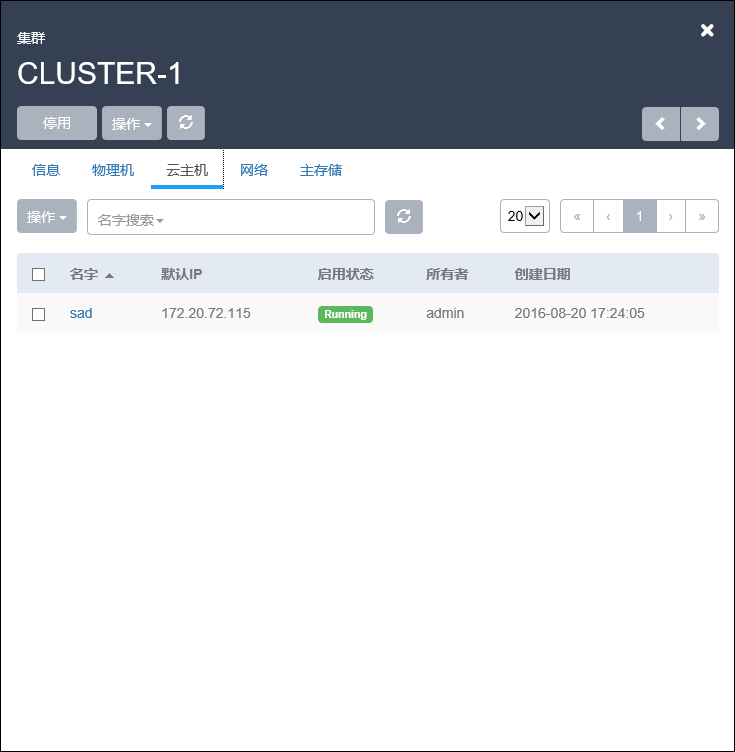 集群
CLUSTER-1
停用 操作
信息 物理机 云主机 网络 主存储
操作 名字搜索 20 « ‹ 1 › »
名字 默认IP 启用状态 所有者 创建日期
sad 172.20.72.115 Running admin 2016-08-20 17:24:05